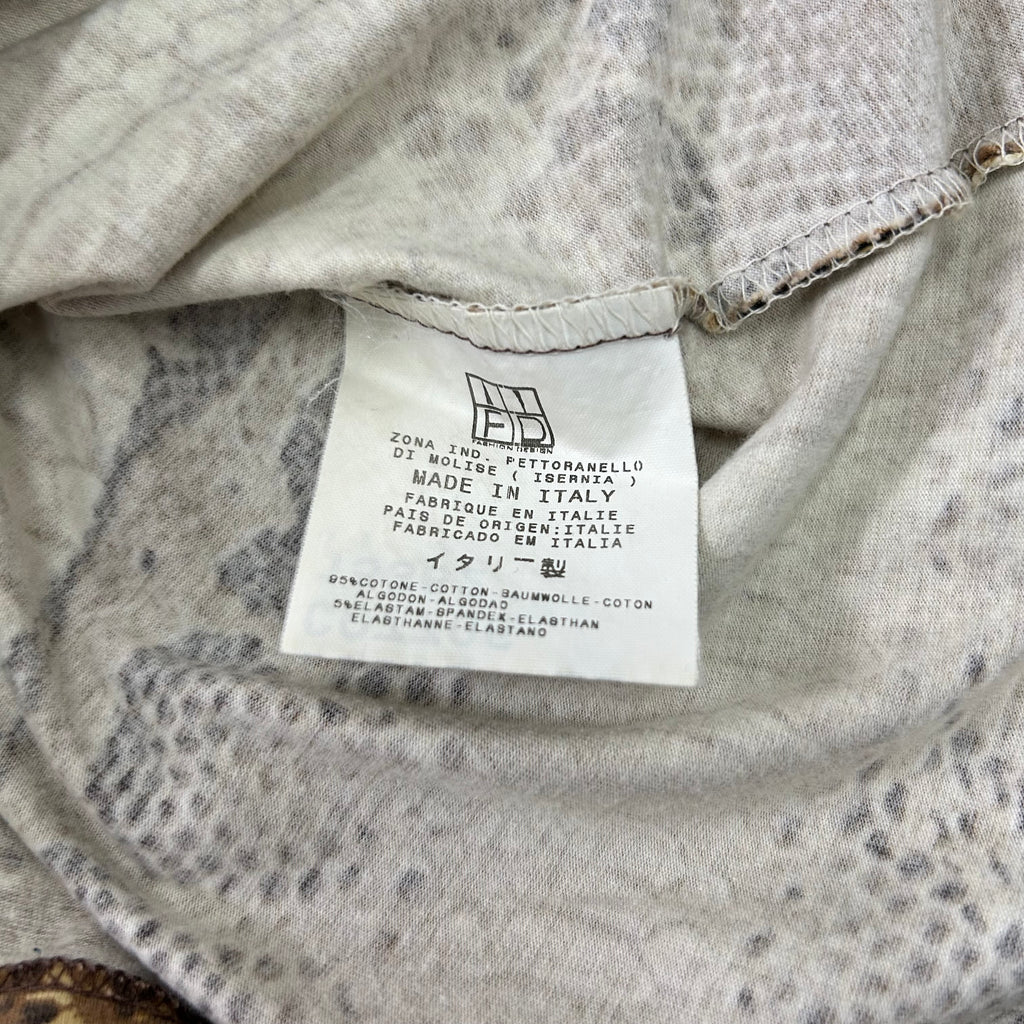 FD
FASHION DESIGN
ZONA IND. PETTORANELLO
DI MOLISE ( ISERNIA )
MADE IN ITALY
FABRIQUE EN ITALIE
PAIS DE ORIGEN:ITALIE
FABRICADO EM ITALIA
イタリー製
95%COTONE-COTTON-BAUMWOLLE-COTON
ALGODON-ALGODAO
5%ELASTAM-SPANDEX-ELASTHAN
ELASTHANNE-ELASTANO